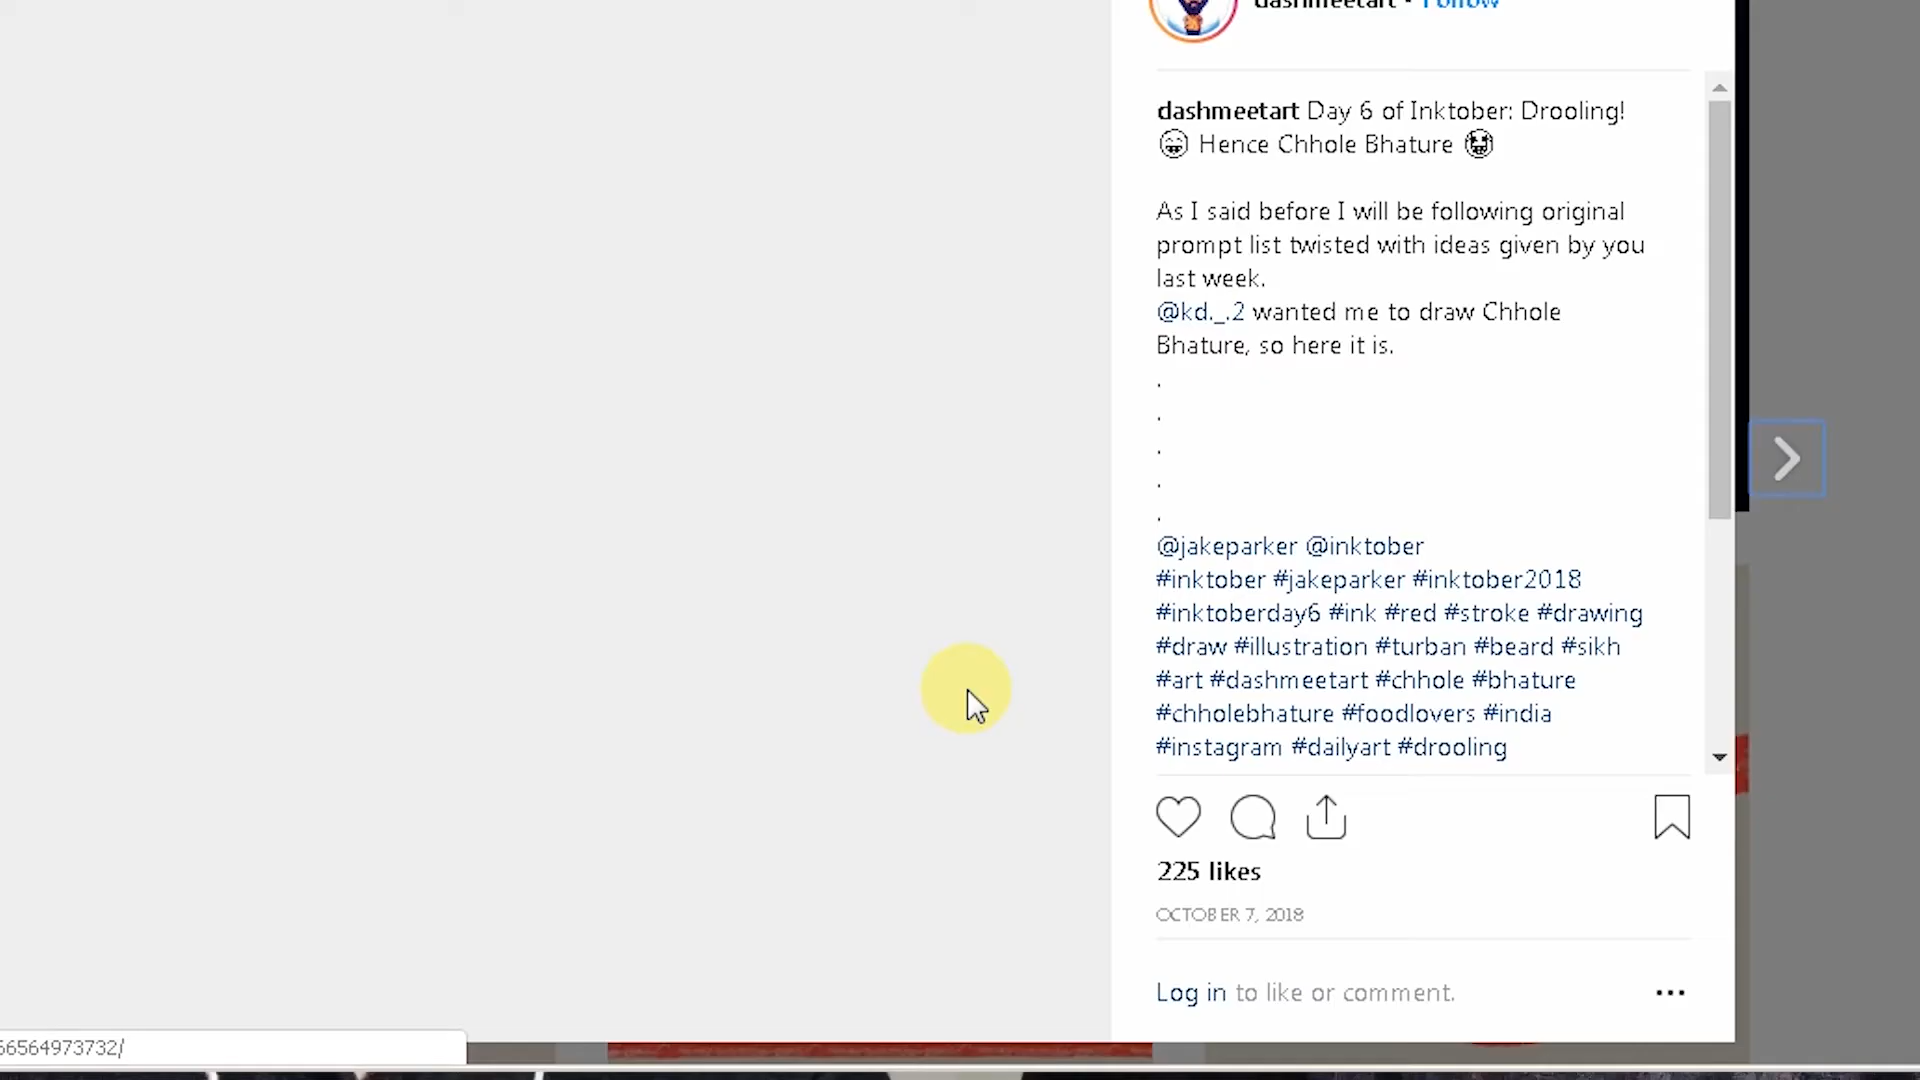 dashmeetart • Follow
dashmeetart Day 6 of Inktober: Drooling!
😀 Hence Chhole Bhature 🤩
As I said before I will be following original
prompt list twisted with ideas given by you
last week.
@kd._.2 wanted me to draw Chhole
Bhature, so here it is.
.
.
.
.
.
@jakeparker @inktober
#inktober #jakeparker #inktober2018
#inktoberday6 #ink #red #stroke #drawing
#draw #illustration #turban #beard #sikh
#art #dashmeetart #chhole #bhature
#chholebhature #foodlovers #india
#instagram #dailyart #drooling
225 likes
OCTOBER 7, 2018
Log in to like or comment.
66564973732/